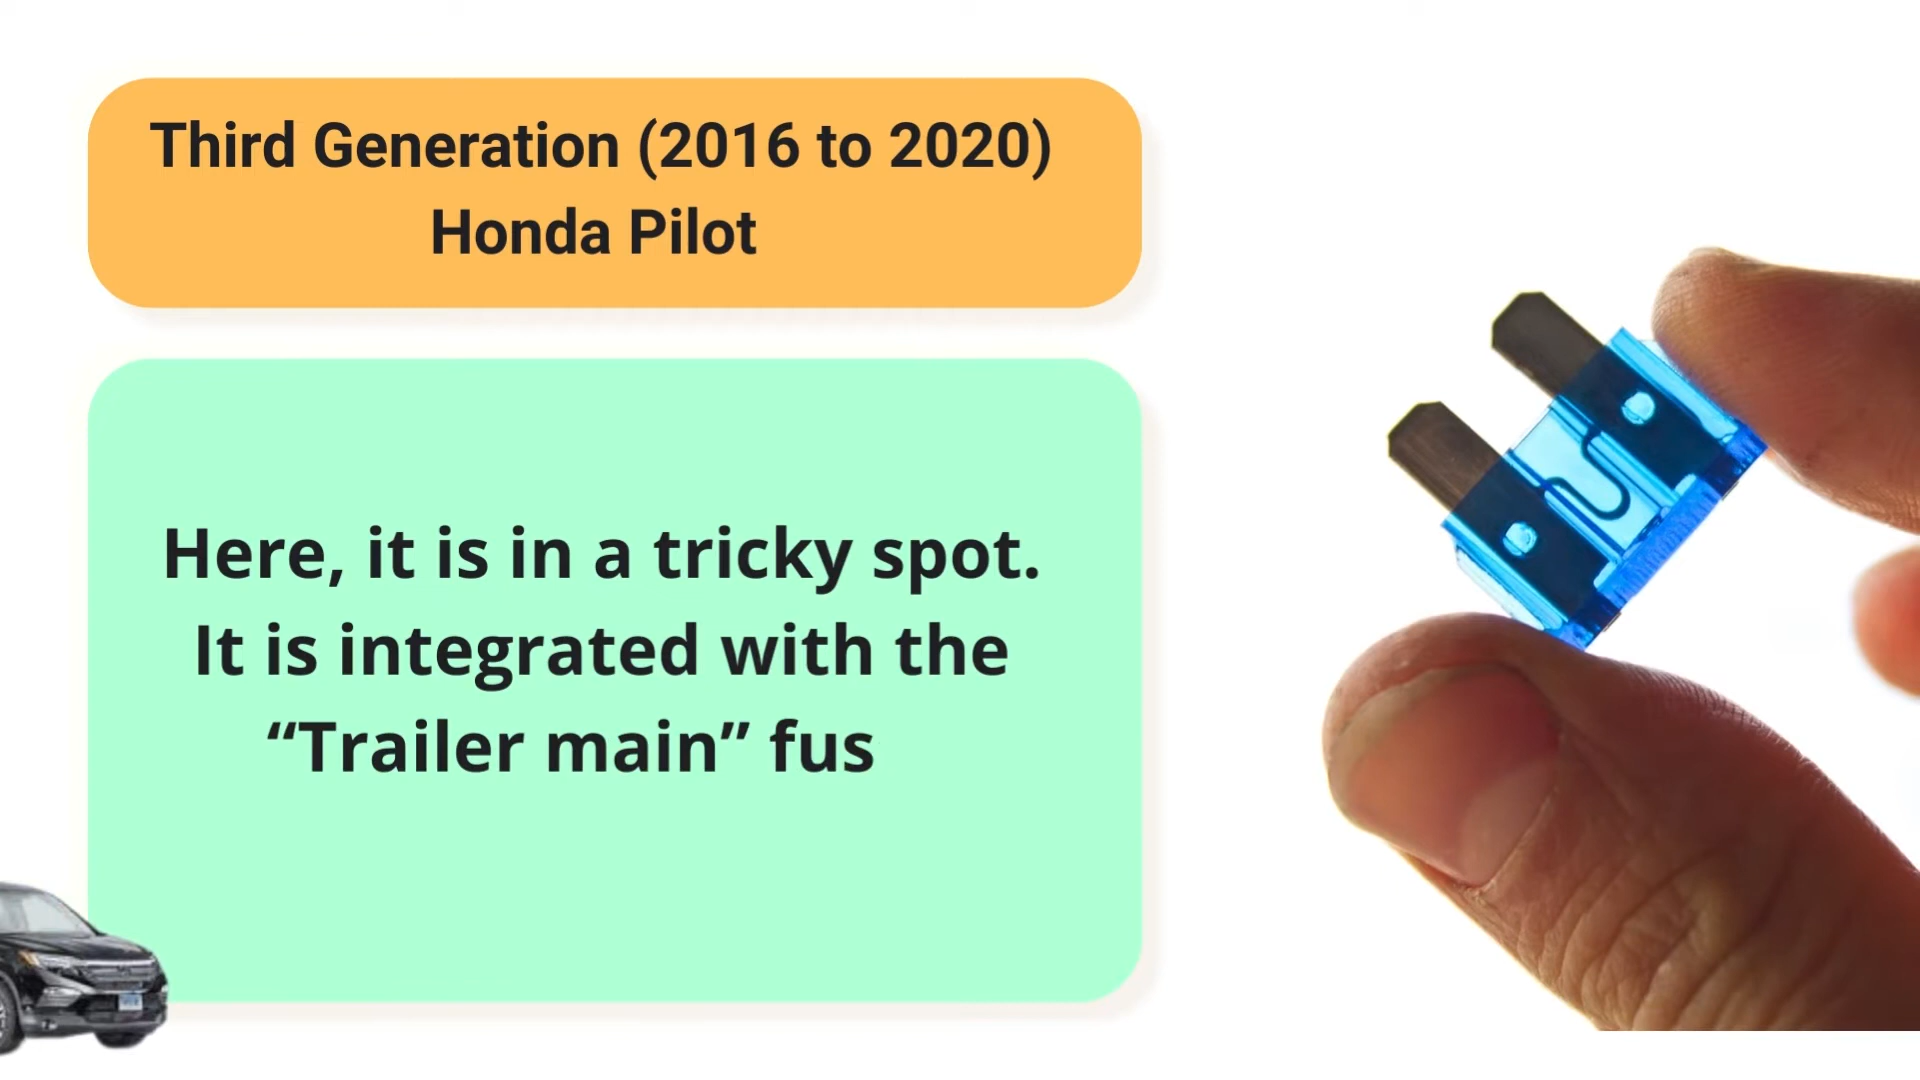 Third Generation (2016 to 2020)
Honda Pilot
Here, it is in a tricky spot.
It is integrated with the
“Trailer main” fus